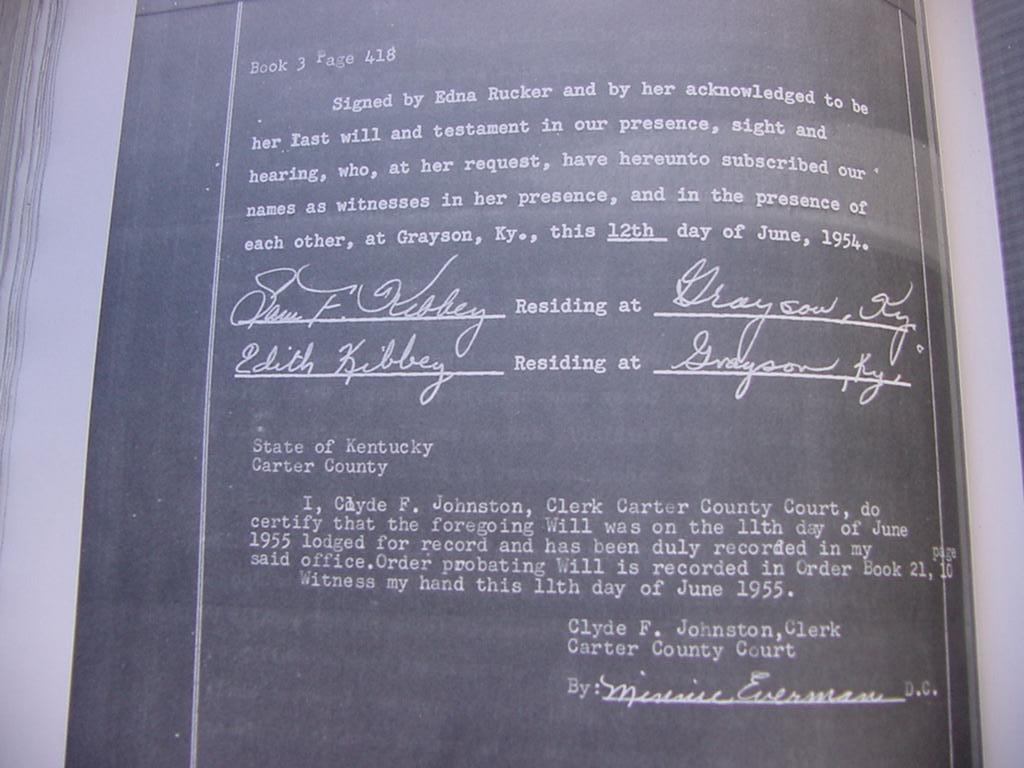 Book 3 Page 418
Signed by Edna Rucker and by her acknowledged to be
her last will and testament in our presence, sight and
hearing, who, at her request, have hereunto subscribed our
names as witnesses in her presence, and in the presence of
each other, at Grayson, Ky., this 12th day of June, 1954.
Sam F. Kibbey Residing at Grayson, Ky.
Edith Kibbey Residing at Grayson, Ky.
State of Kentucky
Carter County
I, Clyde F. Johnston, Clerk Carter County Court, do
certify that the foregoing Will was on the 11th day of June
1955 lodged for record and has been duly recorded in my
said office.Order probating Will is recorded in Order Book 21, page 10
Witness my hand this 11th day of June 1955.
Clyde F. Johnston,Clerk
Carter County Court
By: Minnie Everman D.C.